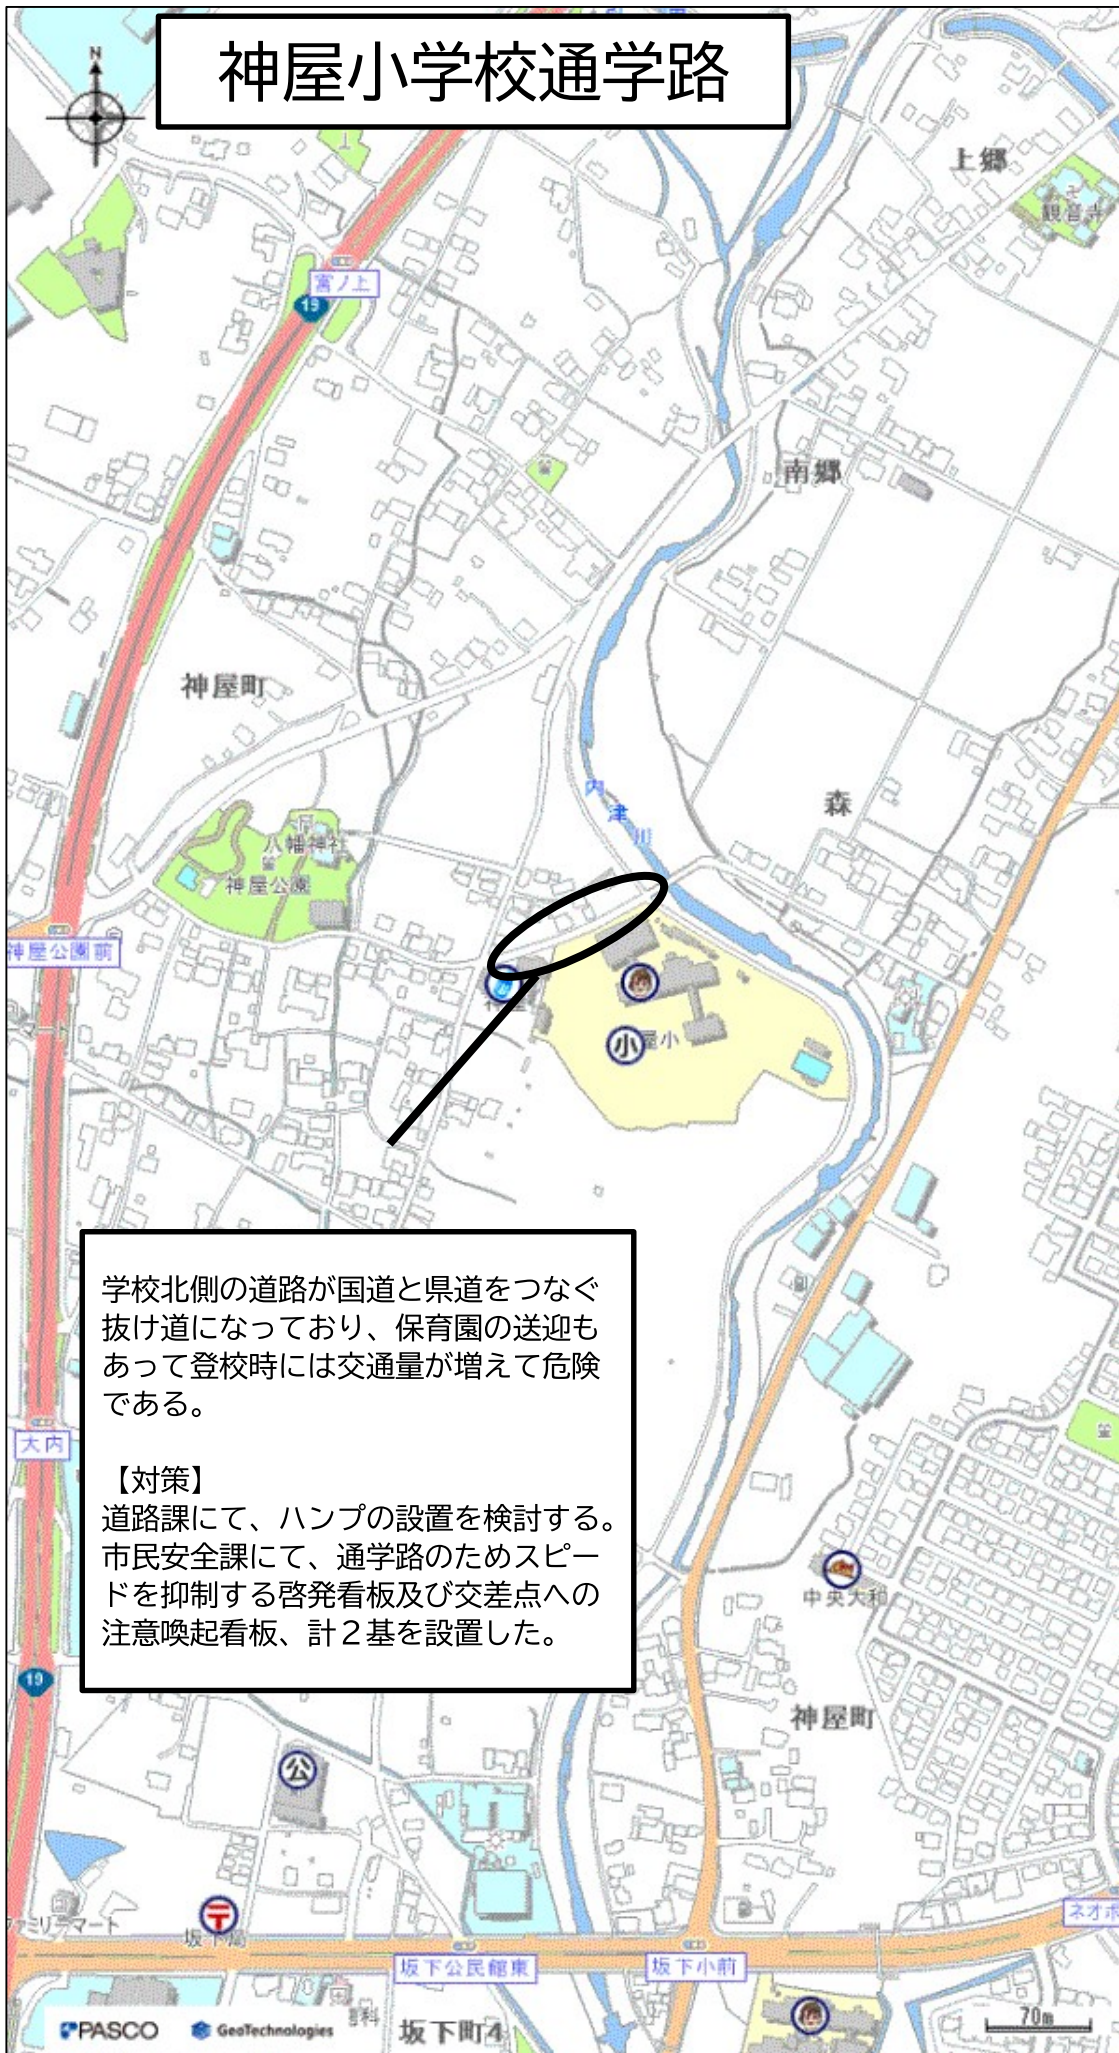 神屋小学校通学路
N
上郷
観音寺
宮ノ上
19
南郷
神屋町
内津川
森
八幡神社
神屋公園
神屋公園前
小
屋小
学校北側の道路が国道と県道をつなぐ
抜け道になっており、保育園の送迎も
あって登校時には交通量が増えて危険
である。
【対策】
道路課にて、ハンプの設置を検討する。
市民安全課にて、通学路のためスピー
ドを抑制する啓発看板及び交差点への
注意喚起看板、計２基を設置した。
大内
19
中央大和
神屋町
公
ファミリーマート
坂下公民館東
坂下小前
ネオポ
PASCO
GeoTechnologies
坂下町4
70m